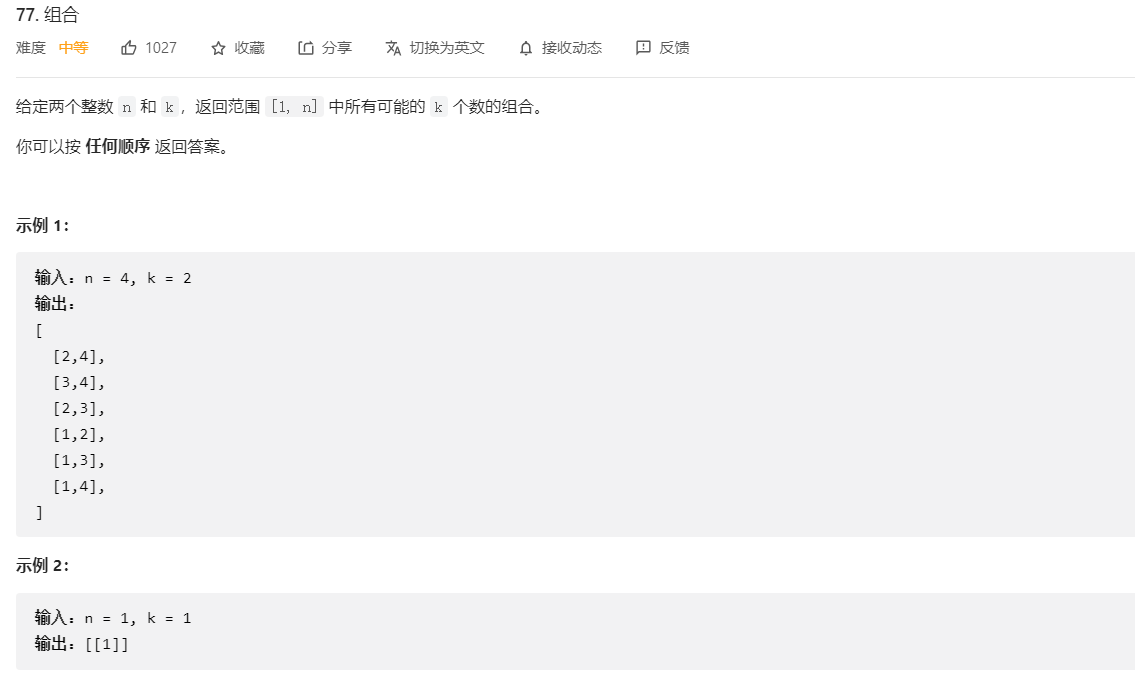 77. 组合
难度 中等 1027 收藏 分享 切换为英文 接收动态 反馈
给定两个整数 n 和 k，返回范围 [1, n] 中所有可能的 k 个数的组合。
你可以按 任何顺序 返回答案。
示例 1：
输入：n = 4, k = 2
输出：
[
[2,4],
[3,4],
[2,3],
[1,2],
[1,3],
[1,4],
]
示例 2：
输入：n = 1, k = 1
输出：[[1]]